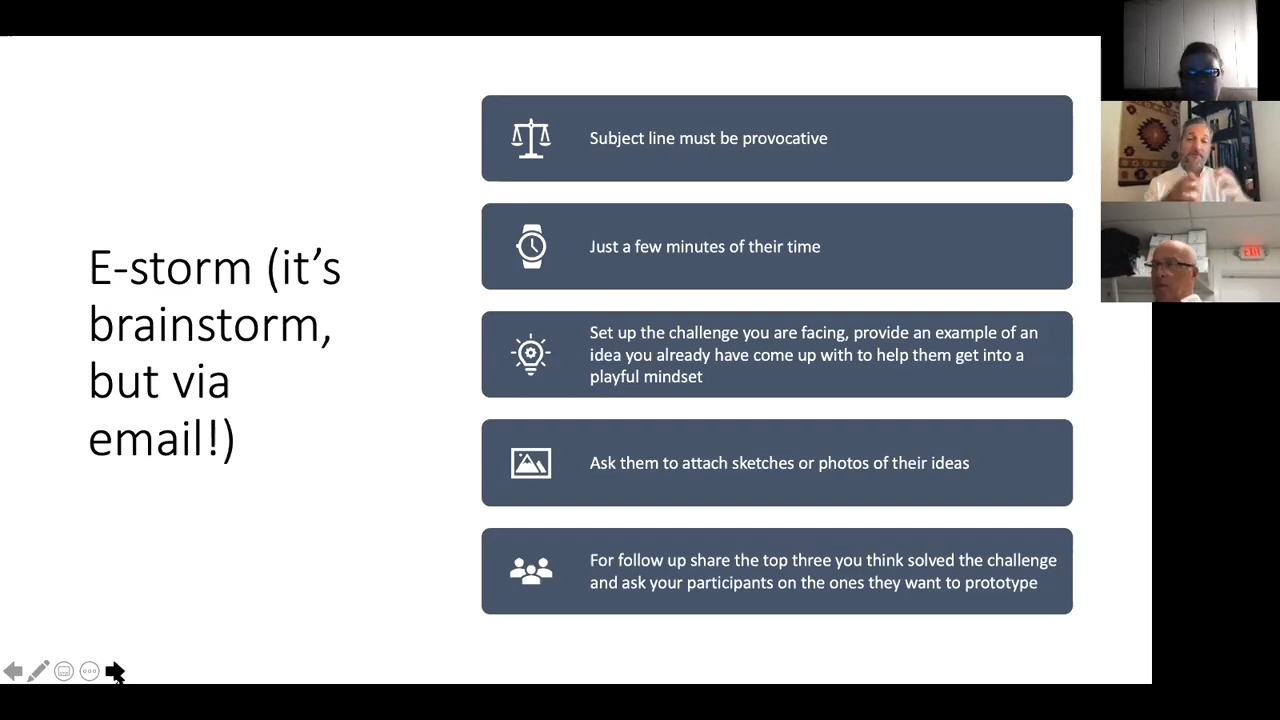 E-storm (it’s
brainstorm,
but via
email!)
Subject line must be provocative
Just a few minutes of their time
Set up the challenge you are facing, provide an example of an
idea you already have come up with to help them get into a
playful mindset
Ask them to attach sketches or photos of their ideas
For follow up share the top three you think solved the challenge
and ask your participants on the ones they want to prototype
EXIT